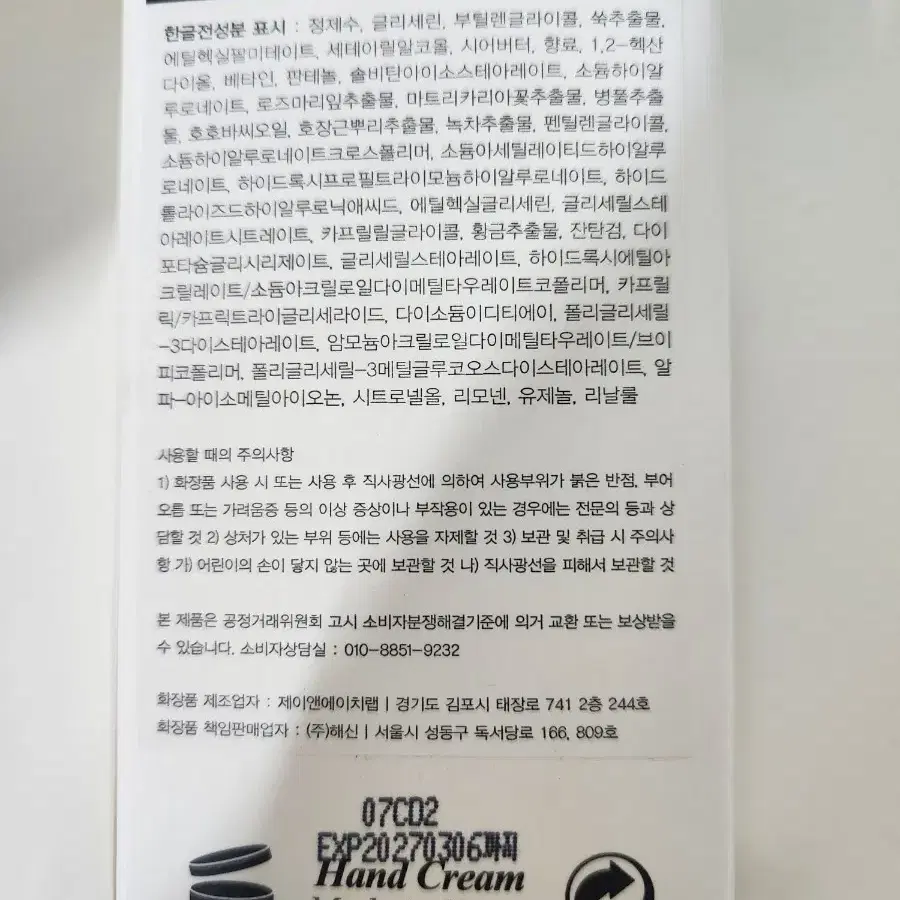 한글전성분 표시 : 정제수, 글리세린, 부틸렌글라이콜, 쑥추출물,
에틸헥실팔미테이트, 세테아릴알코올, 시어버터, 향료, 1,2-헥산
다이올, 베타인, 판테놀, 솔비탄아이소스테아레이트, 소듐하이알
루로네이트, 로즈마리잎추출물, 마트리카리아꽃추출물, 병풀추출
물, 호호바씨오일, 호장근뿌리추출물, 녹차추출물, 펜틸렌글라이콜,
소듐하이알루로네이트크로스폴리머, 소듐아세틸레이티드하이알루
로네이트, 하이드록시프로필트라이모늄하이알루로네이트, 하이드
롤라이즈드하이알루로닉애씨드, 에틸헥실글리세린, 글리세릴스테
아레이트시트레이트, 카프릴릴글라이콜, 황금추출물, 잔탄검, 다이
포타슘글리시리제이트, 글리세릴스테아레이트, 하이드록시에틸아
크릴레이트/소듐아크릴로일다이메틸타우레이트코폴리머, 카프릴
릭/카프릭트라이글리세라이드, 다이소듐이디티에이, 폴리글리세릴
-3다이스테아레이트, 암모늄아크릴로일다이메틸타우레이트/브이
피코폴리머, 폴리글리세릴-3메틸글루코오스다이스테아레이트, 알
파-아이소메틸아이오논, 시트로넬올, 리모넨, 유제놀, 리날룰
사용할 때의 주의사항
1) 화장품 사용 시 또는 사용 후 직사광선에 의하여 사용부위가 붉은 반점, 부어
오름 또는 가려움증 등의 이상 증상이나 부작용이 있는 경우에는 전문의 등과 상
담할 것 2) 상처가 있는 부위 등에는 사용을 자제할 것 3) 보관 및 취급 시 주의사
항 가) 어린이의 손이 닿지 않는 곳에 보관할 것 나) 직사광선을 피해서 보관할 것
본 제품은 공정거래위원회 고시 소비자분쟁해결기준에 의거 교환 또는 보상받을
수 있습니다. 소비자상담실 : 010-8851-9232
화장품 제조업자 : 제이앤에이치랩 | 경기도 김포시 태장로 741 2층 244호
화장품 책임판매업자 : (주)해신 | 서울시 성동구 독서당로 166, 809호
07CD2
EXP20270306까지
Hand Cream